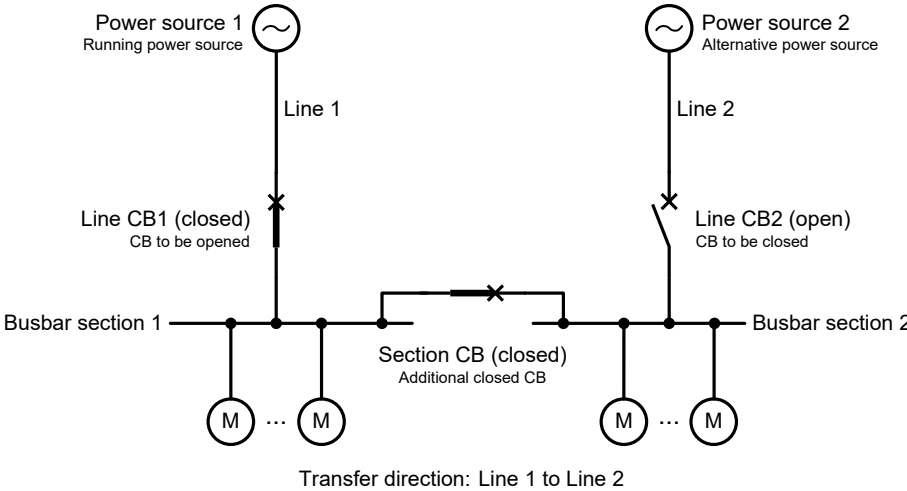 Power source 1
Running power source
Power source 2
Alternative power source
Line 1
Line 2
Line CB1 (closed)
CB to be opened
Line CB2 (open)
CB to be closed
Busbar section 1
Busbar section 2
Section CB (closed)
Additional closed CB
M ... M
M ... M
Transfer direction: Line 1 to Line 2